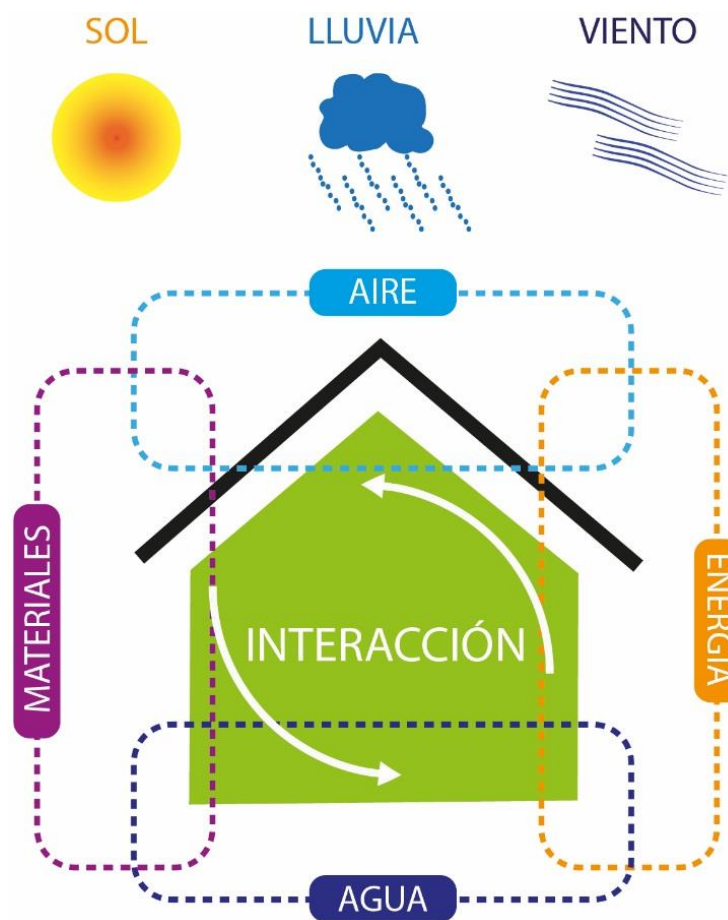 SOL
LLUVIA
VIENTO
AIRE
MATERIALES
INTERACCIÓN
ENERGÍA
AGUA